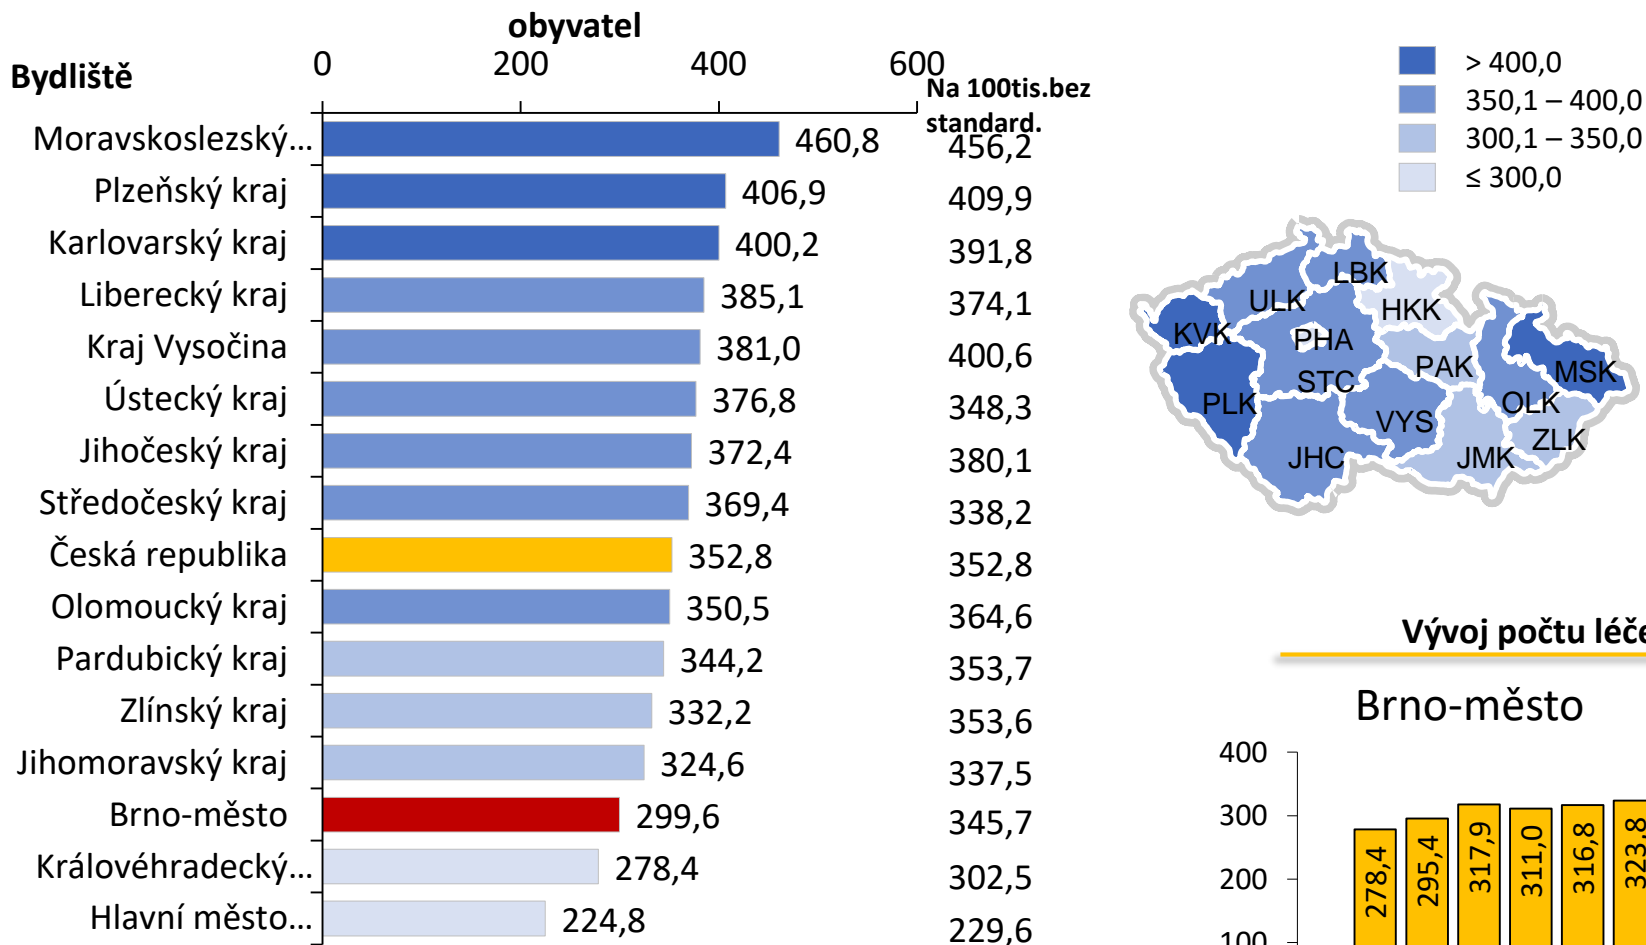 obyvatel
0 200 400 600
Bydliště
Na 100tis.bez
standard.
Moravskoslezský... 460,8 456,2
Plzeňský kraj 406,9 409,9
Karlovarský kraj 400,2 391,8
Liberecký kraj 385,1 374,1
Kraj Vysočina 381,0 400,6
Ústecký kraj 376,8 348,3
Jihočeský kraj 372,4 380,1
Středočeský kraj 369,4 338,2
Česká republika 352,8 352,8
Olomoucký kraj 350,5 364,6
Pardubický kraj 344,2 353,7
Zlínský kraj 332,2 353,6
Jihomoravský kraj 324,6 337,5
Brno-město 299,6 345,7
Královéhradecký... 278,4 302,5
Hlavní město... 224,8 229,6
> 400,0
350,1 – 400,0
300,1 – 350,0
≤ 300,0
LBK
ULK
HKK
KVK
PHA
PAK
MSK
STC
PLK
OLK
VYS
ZLK
JHC
JMK
Vývoj počtu léče
Brno-město
400
300
200
100
278,4
295,4
317,9
311,0
316,8
323,8